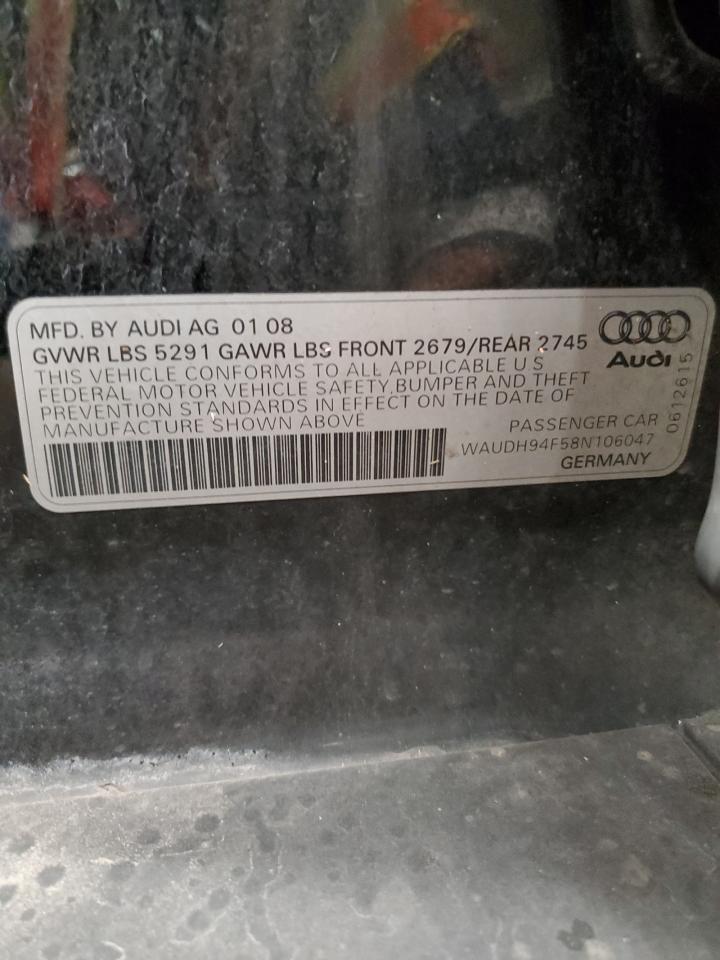 MFD. BY AUDI AG 01 08
GVWR LBS 5291 GAWR LBS FRONT 2679/REAR 2745
THIS VEHICLE CONFORMS TO ALL APPLICABLE U S
FEDERAL MOTOR VEHICLE SAFETY, BUMPER AND THEFT
PREVENTION STANDARDS IN EFFECT ON THE DATE OF
MANUFACTURE SHOWN ABOVE
Audi
PASSENGER CAR
WAUDH94F58N106047
GERMANY
0612615